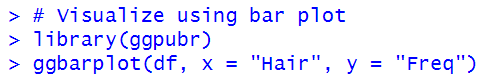 > # Visualize using bar plot
> library(ggpubr)
> ggbarplot(df, x = "Hair", y = "Freq")